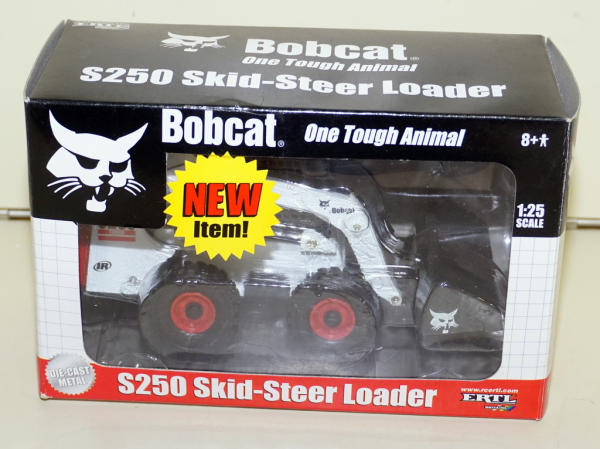 Bobcat®
One Tough Animal
S250 Skid-Steer Loader
Bobcat® One Tough Animal 8+
NEW
Item!
1:25
SCALE
Bobcat
IR
DIE-CAST
METAL
S250 Skid-Steer Loader
www.rcertl.com
ERTL